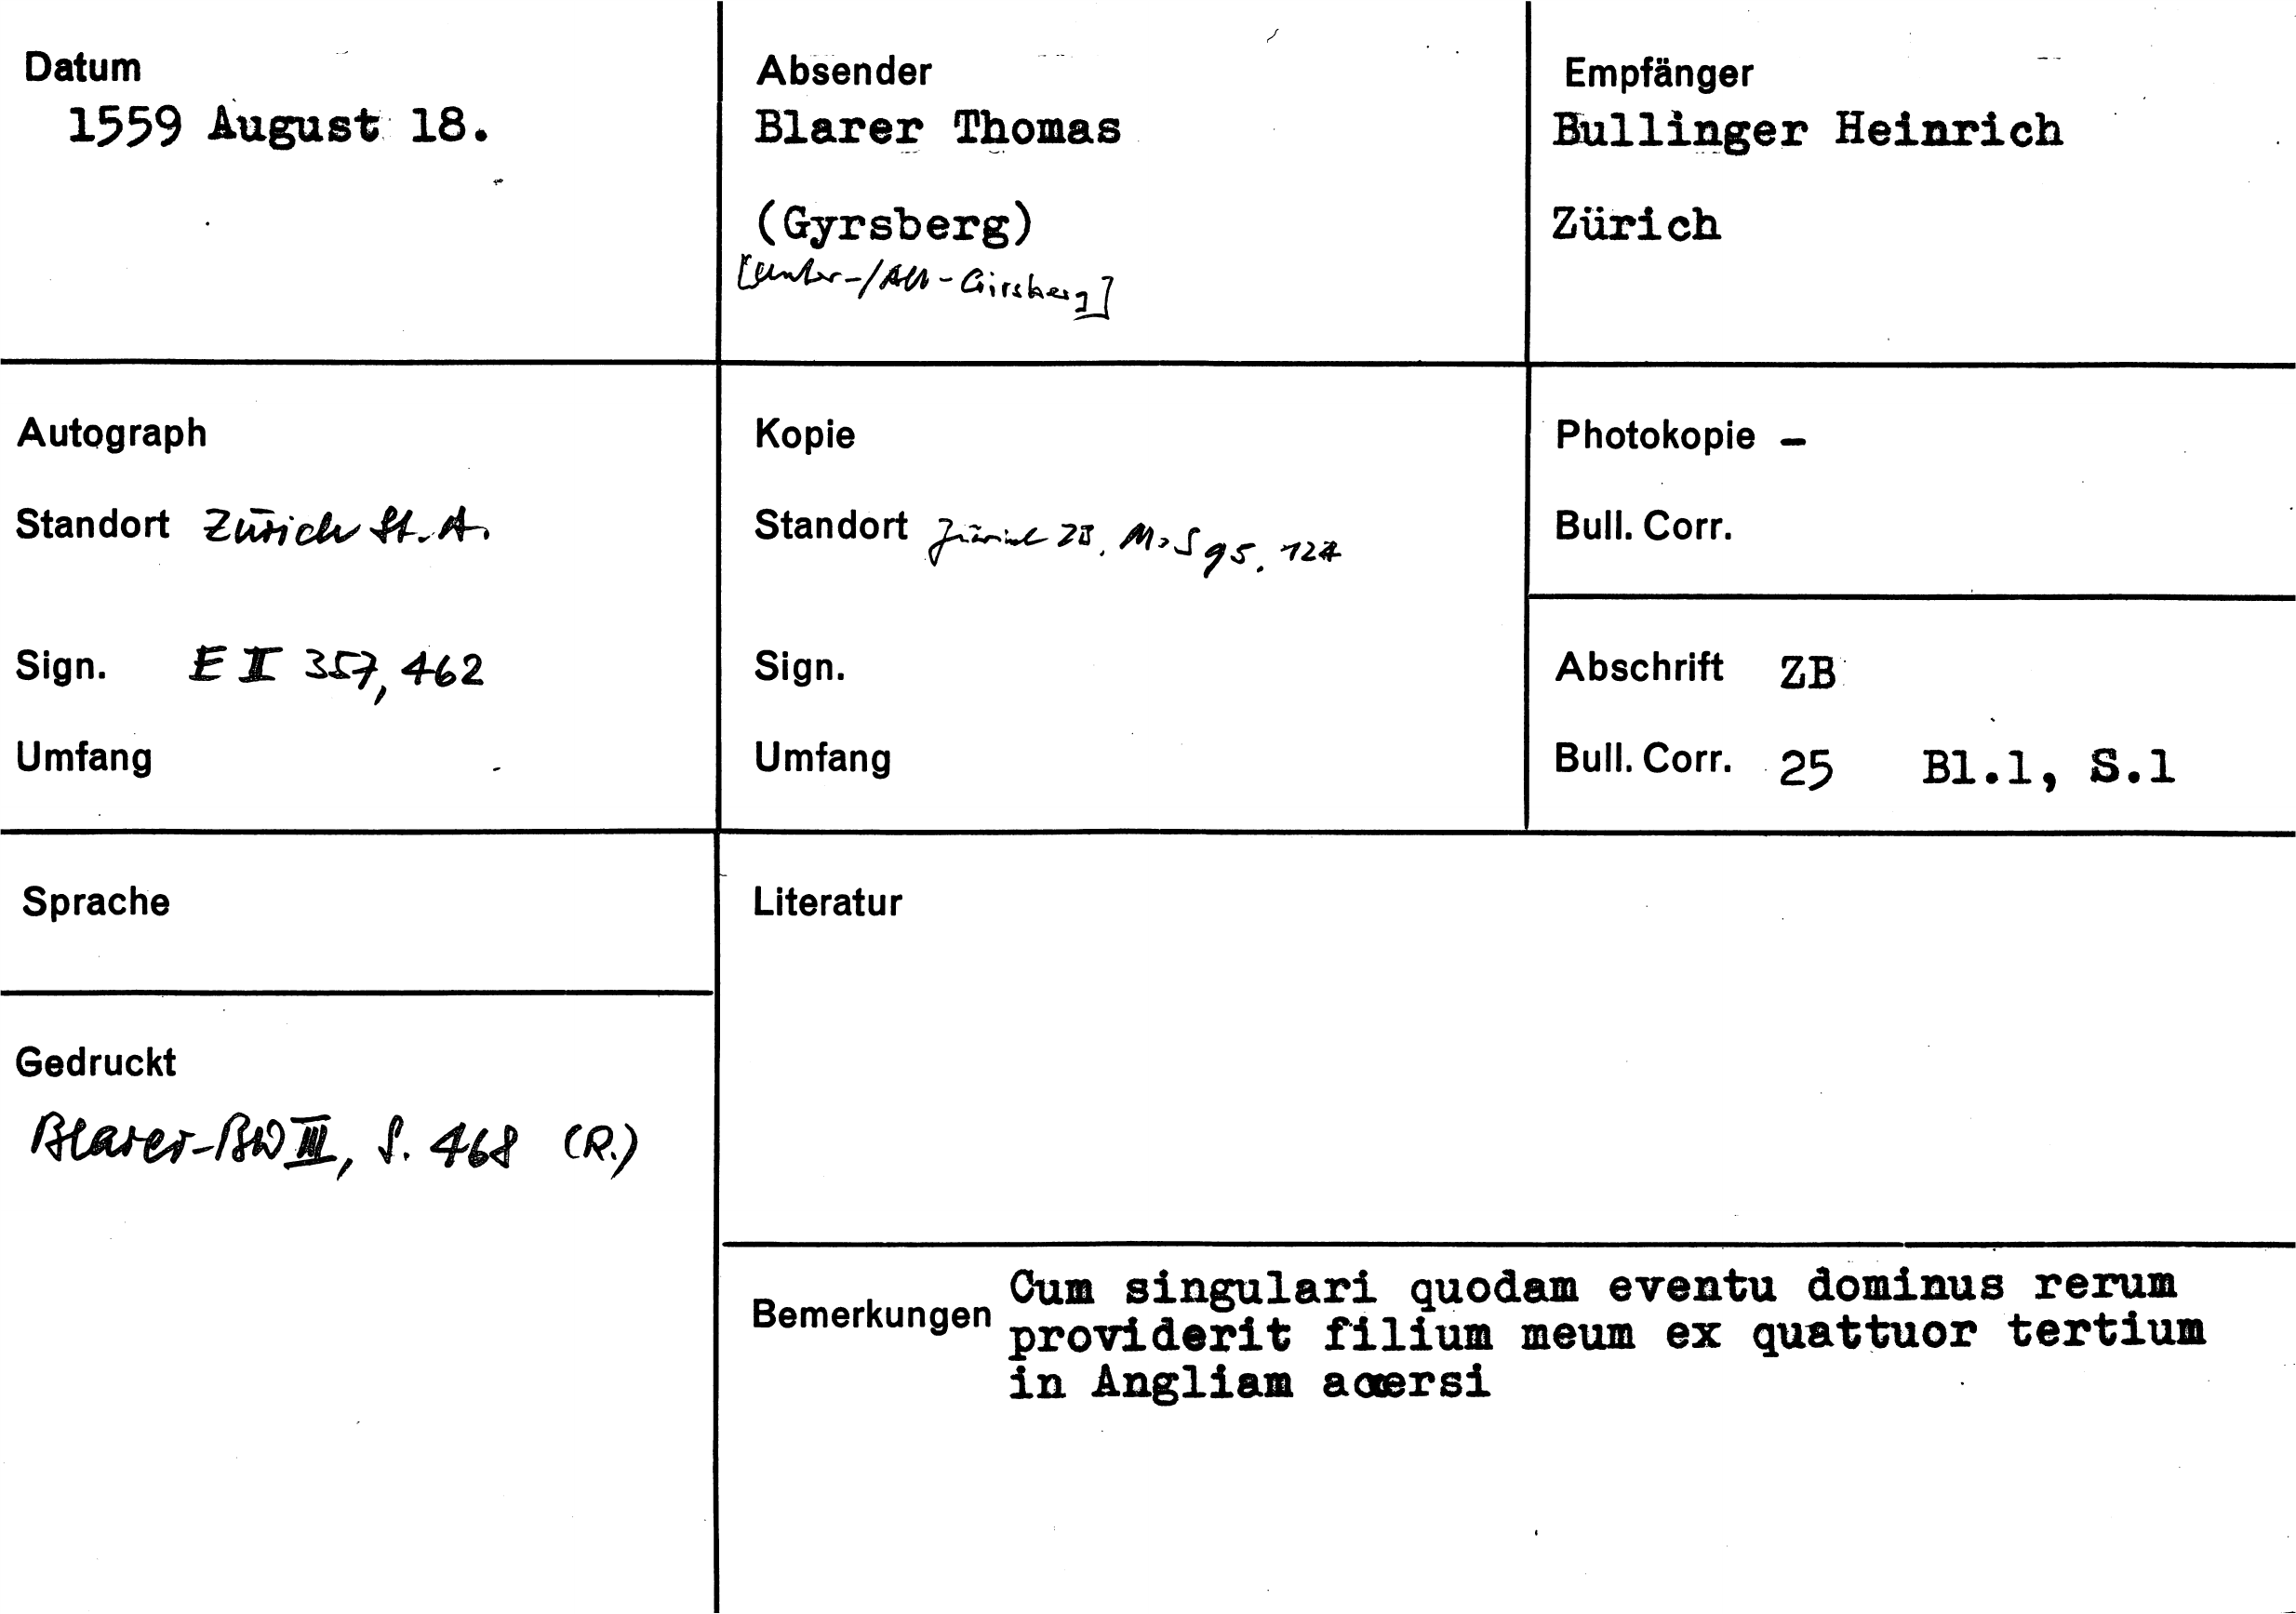 Datum
1559 August 18.
Absender
Blarer Thomas
(Gyrsberg)
[Unter-/Alt-Girsberg]
Empfänger
Bullinger Heinrich
Zürich
Autograph
Standort Zürich St. A.
Sign. E II 357, 462
Umfang
Kopie
Standort Zürich ZB, Ms S 95, 124
Sign.
Umfang
Photokopie –
Bull. Corr.
Abschrift ZB
Bull. Corr. 25 Bl.1, S.1
Sprache
Literatur
Gedruckt
Blarer-BW III, S. 468 (R.)
Bemerkungen Cum singulari quodam eventu dominus rerum
providerit filium meum ex quattuor tertium
in Angliam accersi